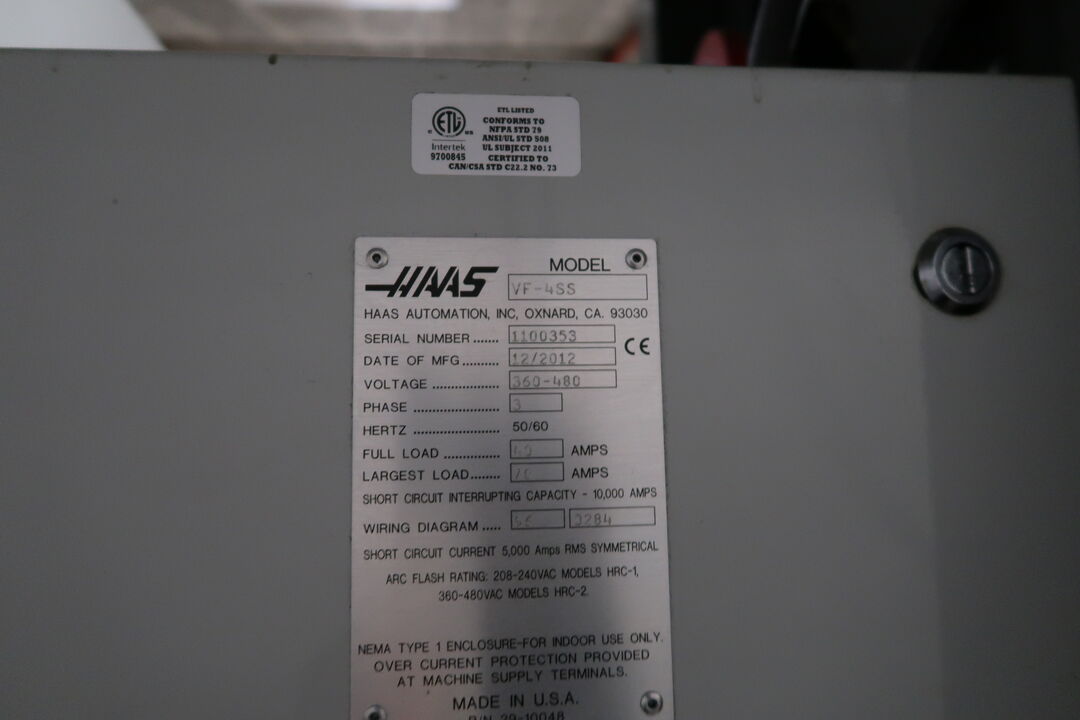 ETL LISTED
CONFORMS TO
NFPA STD 79
ANSI/UL STD 508
UL SUBJECT 2011
CERTIFIED TO
CAN/CSA STD C22.2 NO. 73
C ETL US
Intertek
9700845
HAAS
MODEL VF-4SS
HAAS AUTOMATION, INC, OXNARD, CA. 93030
SERIAL NUMBER ....... 1100353
CE
DATE OF MFG.......... 12/2012
VOLTAGE ................... 360-480
PHASE ........................ 3
HERTZ ........................ 50/60
FULL LOAD ................ AMPS
LARGEST LOAD........ AMPS
SHORT CIRCUIT INTERRUPTING CAPACITY - 10,000 AMPS
WIRING DIAGRAM .....
SHORT CIRCUIT CURRENT 5,000 Amps RMS SYMMETRICAL
ARC FLASH RATING: 208-240VAC MODELS HRC-1,
360-480VAC MODELS HRC-2.
NEMA TYPE 1 ENCLOSURE-FOR INDOOR USE ONLY.
OVER CURRENT PROTECTION PROVIDED
AT MACHINE SUPPLY TERMINALS.
MADE IN U.S.A.
P/N 29-10048